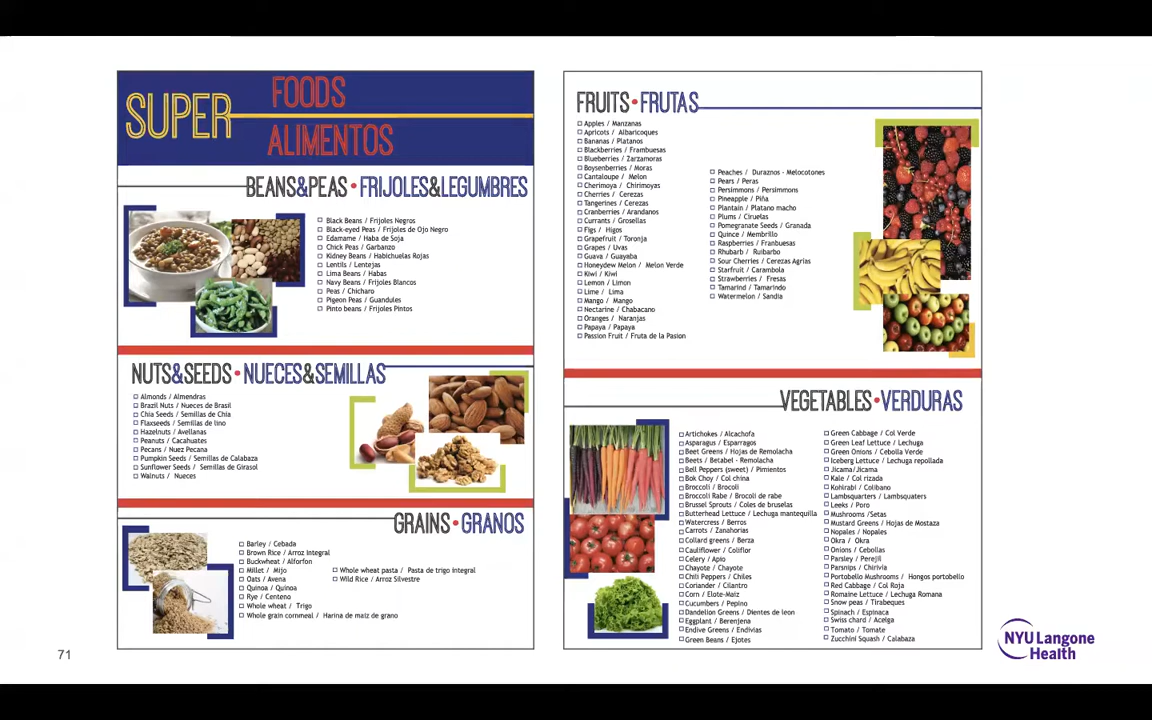 SUPER
FOODS
ALIMENTOS
BEANS&PEAS • FRIJOLES&LEGUMBRES
Black Beans / Frijoles Negros
Black-eyed Peas / Frijoles de Ojo Negro
Edamame / Haba de Soja
Chick Peas / Garbanzo
Kidney Beans / Habichuelas Rojas
Lentils / Lentejas
Lima Beans / Habas
Navy Beans / Frijoles Blancos
Peas / Chicharo
Pigeon Peas / Guandules
Pinto beans / Frijoles Pintos
NUTS&SEEDS • NUECES&SEMILLAS
Almonds / Almendras
Brazil Nuts / Nueces de Brasil
Chia Seeds / Semillas de Chia
Flaxseeds / Semillas de lino
Hazelnuts / Avellanas
Peanuts / Cacahuates
Pecans / Nuez Pecana
Pumpkin Seeds / Semillas de Calabaza
Sunflower Seeds / Semillas de Girasol
Walnuts / Nueces
GRAINS • GRANOS
Barley / Cebada
Brown Rice / Arroz Integral
Buckwheat / Alforfon
Millet / Mijo
Oats / Avena
Quinoa / Quinoa
Rye / Centeno
Whole wheat / Trigo
Whole grain cornmeal / Harina de maiz de grano
Whole wheat pasta / Pasta de trigo integral
Wild Rice / Arroz Silvestre
FRUITS • FRUTAS
Apples / Manzanas
Apricots / Albaricoques
Bananas / Platanos
Blackberries / Frambuesas
Blueberries / Zarzamoras
Boysenberries / Moras
Cantaloupe / Melon
Cherimoya / Chirimoyas
Cherries / Cerezas
Tangerines / Cerezas
Cranberries / Arandanos
Currants / Grosellas
Figs / Higos
Grapefruit / Toronja
Grapes / Uvas
Guava / Guayaba
Honeydew Melon / Melon Verde
Kiwi / Kiwi
Lemon / Limon
Lime / Lima
Mango / Mango
Nectarine / Chabacano
Oranges / Naranjas
Papaya / Papaya
Passion Fruit / Fruta de la Pasion
Peaches / Duraznos - Melocotones
Pears / Peras
Persimmons / Persimmons
Pineapple / Piña
Plantain / Platano macho
Plums / Ciruelas
Pomegranate Seeds / Granada
Quince / Membrillo
Raspberries / Franbuesas
Rhubarb / Ruibarbo
Sour Cherries / Cerezas Agrias
Starfruit / Carambola
Strawberries / Fresas
Tamarind / Tamarindo
Watermelon / Sandia
VEGETABLES • VERDURAS
Artichokes / Alcachofa
Asparagus / Esparragos
Beet Greens / Hojas de Remolacha
Beets / Betabel - Remolacha
Bell Peppers (sweet) / Pimientos
Bok Choy / Col china
Broccoli / Brocoli
Broccoli Rabe / Brocoli de rabe
Brussel Sprouts / Coles de bruselas
Butterhead Lettuce / Lechuga mantequilla
Watercress / Berros
Carrots / Zanahorias
Collard greens / Berza
Cauliflower / Coliflor
Celery / Apio
Chayote / Chayote
Chili Peppers / Chiles
Coriander / Cilantro
Corn / Elote-Maiz
Cucumbers / Pepino
Dandelion Greens / Dientes de leon
Eggplant / Berenjena
Endive Greens / Endivias
Green Beans / Ejotes
Green Cabbage / Col Verde
Green Leaf Lettuce / Lechuga
Green Onions / Cebolla Verde
Iceberg Lettuce / Lechuga repollada
Jicama/Jicama
Kale / Col rizada
Kohlrabi / Colibano
Lambsquarters / Lambsquaters
Leeks / Poro
Mushrooms /Setas
Mustard Greens / Hojas de Mostaza
Nopales / Nopales
Okra / Okra
Onions / Cebollas
Parsley / Perejil
Parsnips / Chirivia
Portobello Mushrooms / Hongos portobello
Red Cabbage / Col Roja
Romaine Lettuce / Lechuga Romana
Snow peas / Tirabeques
Spinach / Espinaca
Swiss chard / Acelga
Tomato / Tomate
Zucchini Squash / Calabaza
71
NYU Langone
Health